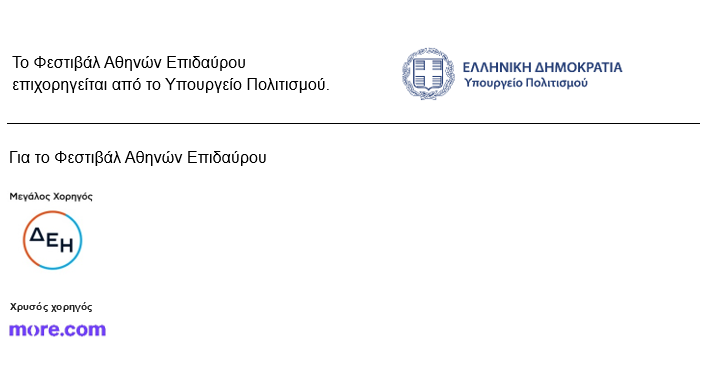 Το Φεστιβάλ Αθηνών Επιδαύρου
επιχορηγείται από το Υπουργείο Πολιτισμού.
ΕΛΛΗΝΙΚΗ ΔΗΜΟΚΡΑΤΙΑ
Υπουργείο Πολιτισμού
Για το Φεστιβάλ Αθηνών Επιδαύρου
Μεγάλος Χορηγός
ΔΕΗ
Χρυσός χορηγός
more.com